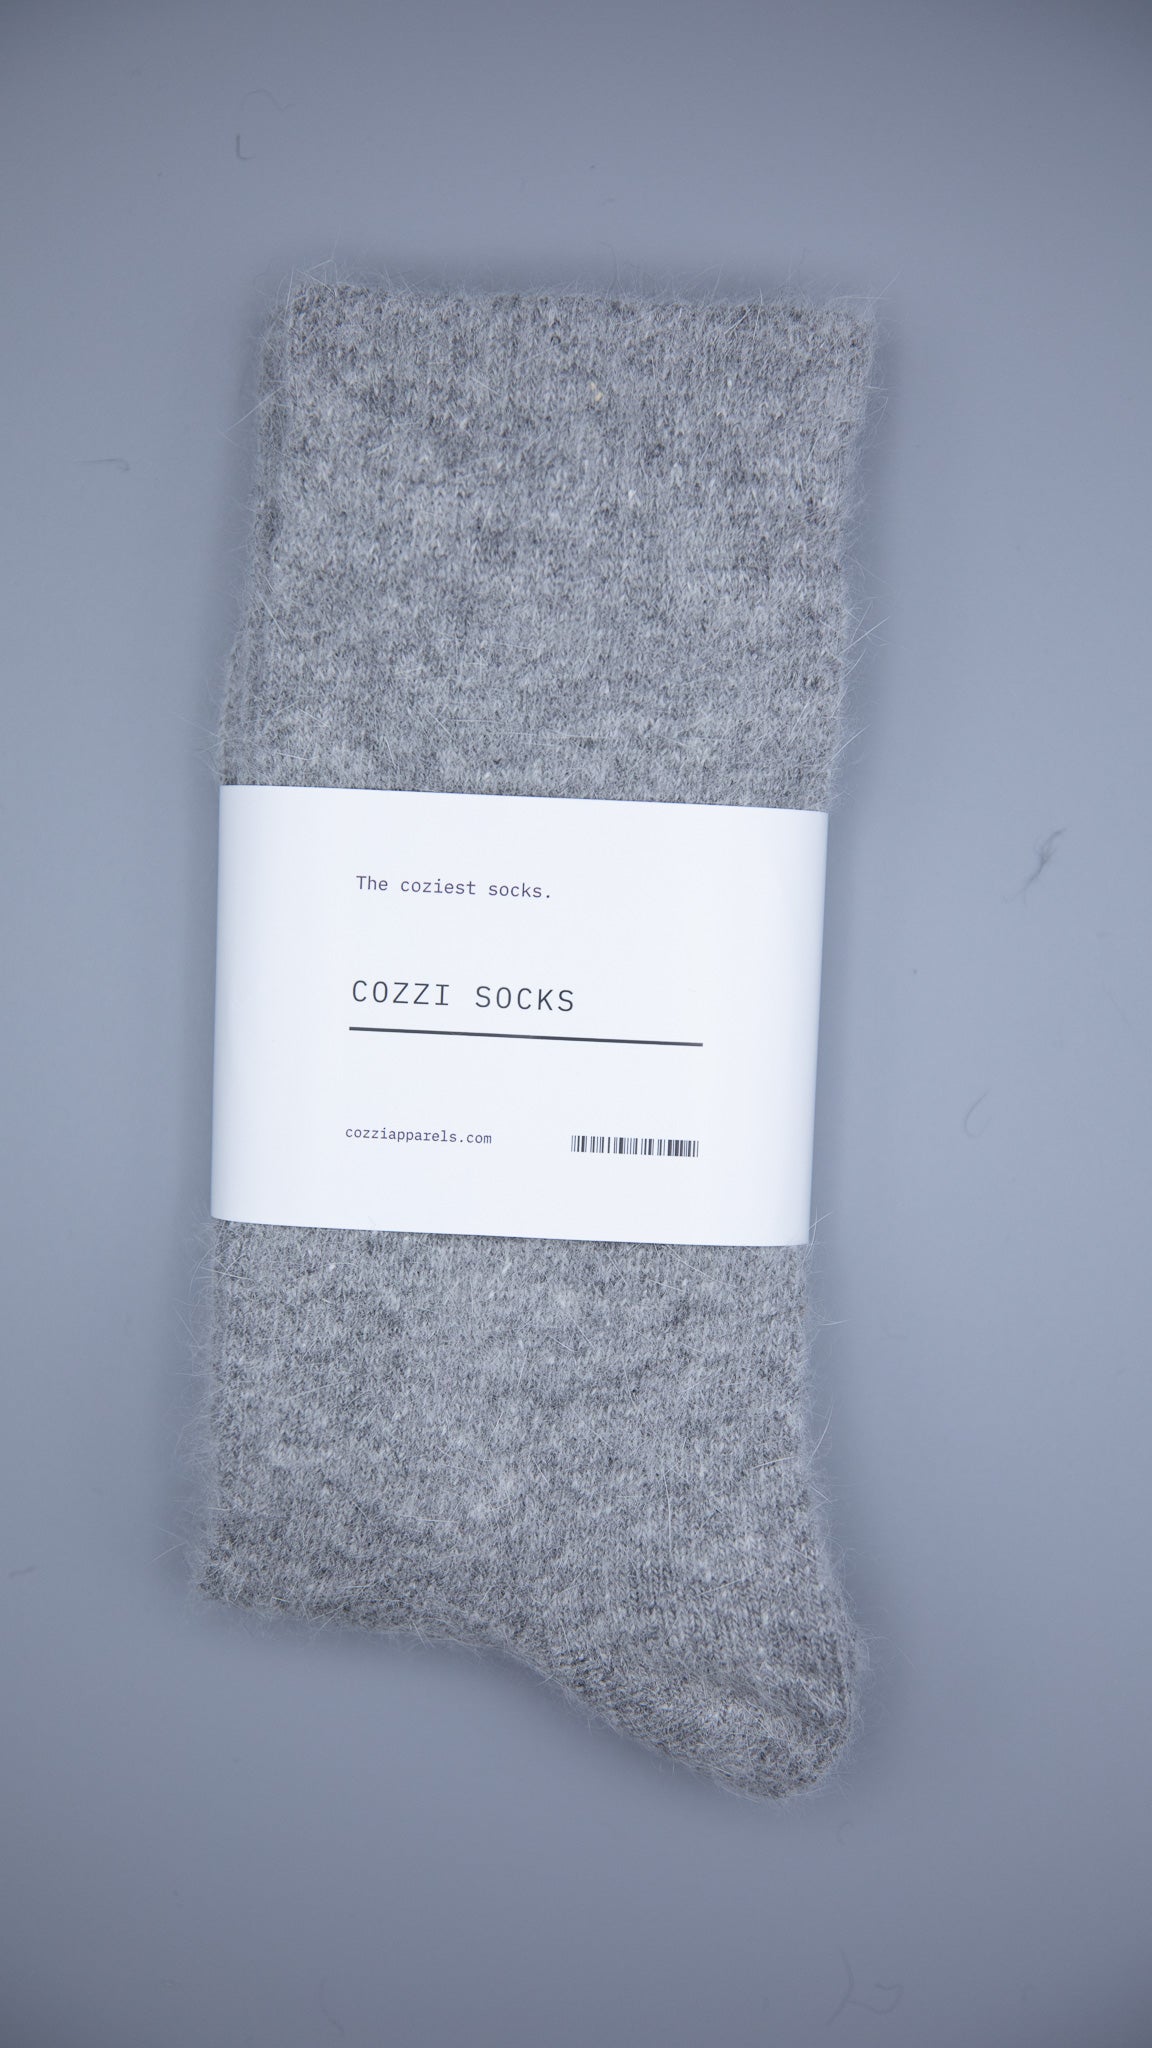 The coziest socks.
COZZI SOCKS
cozziapparels.com